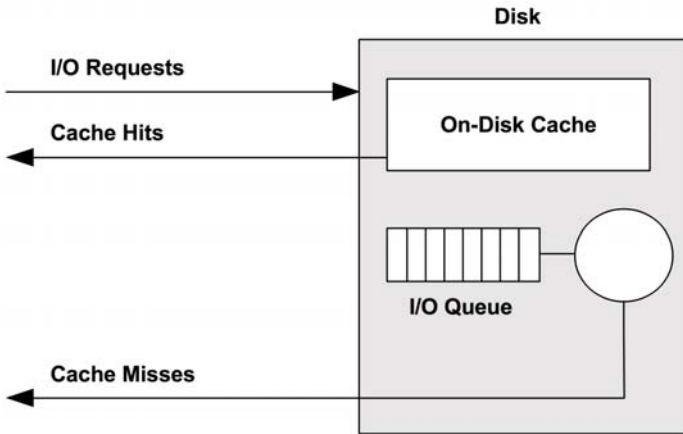 Disk
I/O Requests
On-Disk Cache
Cache Hits
I/O Queue
Cache Misses